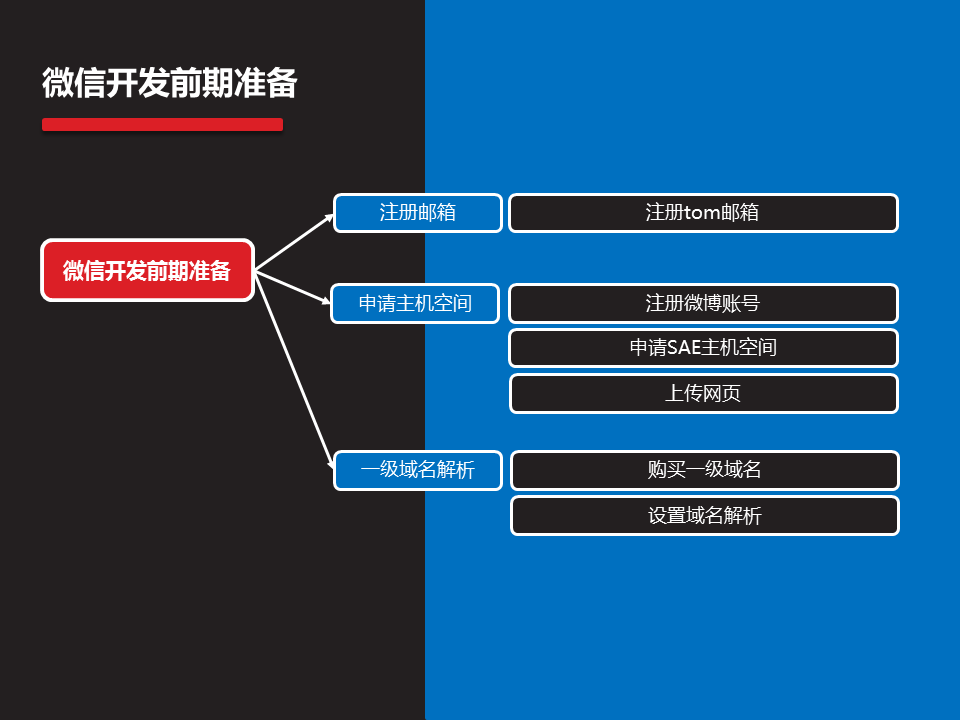 微信开发前期准备
微信开发前期准备
注册邮箱
注册tom邮箱
申请主机空间
注册微博账号
申请SAE主机空间
上传网页
一级域名解析
购买一级域名
设置域名解析